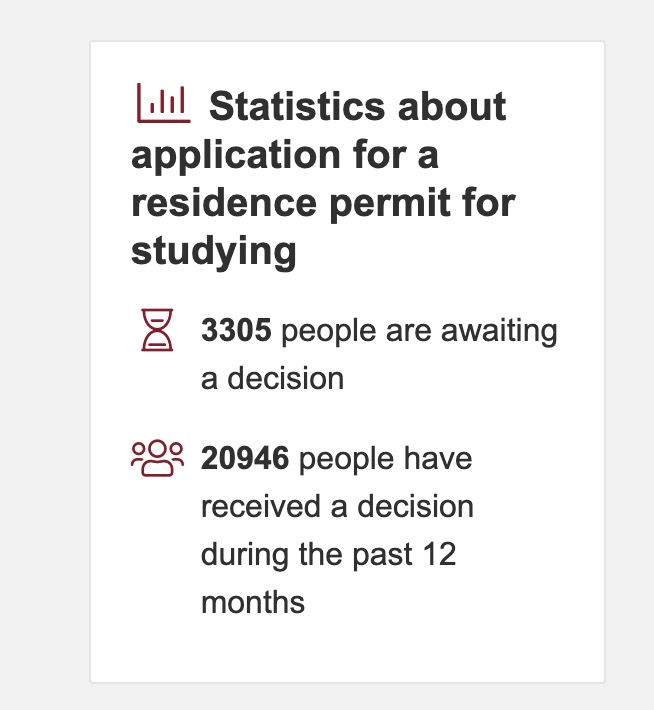 Statistics about
application for a
residence permit for
studying
3305 people are awaiting
a decision
20946 people have
received a decision
during the past 12
months